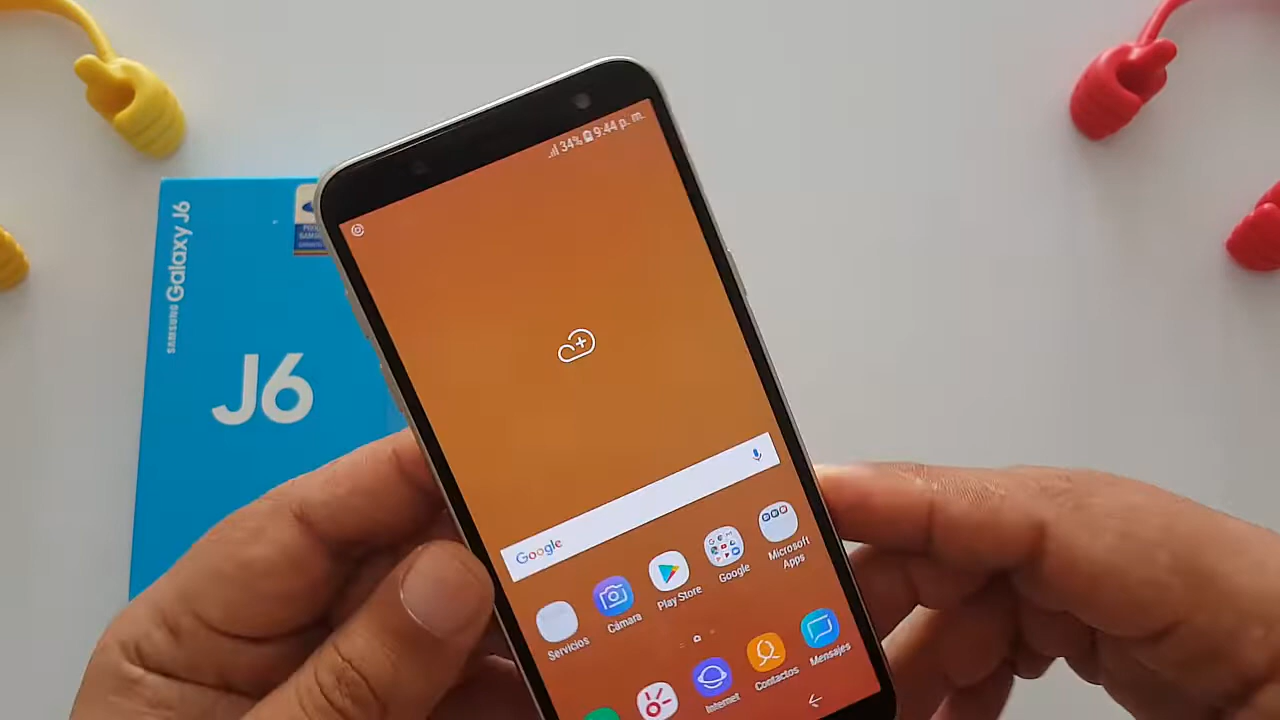 SAMSUNG Galaxy J6
J6
34% 9:44 p. m.
Google
Servicios
Cámara
Play Store
Google
Microsoft
Apps
Internet
Contactos
Mensajes